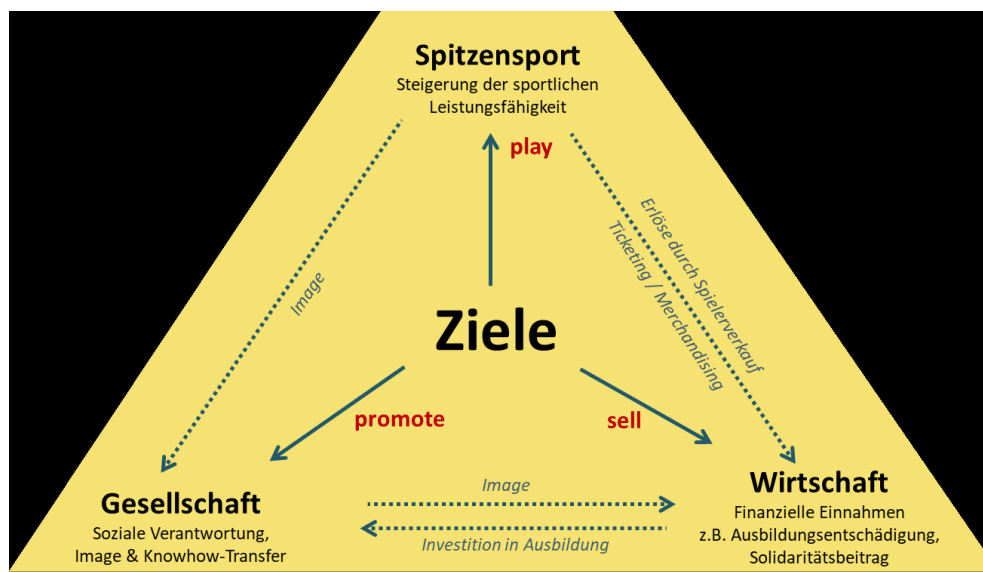 Spitzensport
Steigerung der sportlichen
Leistungsfähigkeit
play
Image
Erlöse durch Spielerverkauf
Ticketing / Merchandising
Ziele
promote
sell
Gesellschaft
Soziale Verantwortung,
Image & Knowhow-Transfer
Image
Investition in Ausbildung
Wirtschaft
Finanzielle Einnahmen
z.B. Ausbildungsentschädigung,
Solidaritätsbeitrag